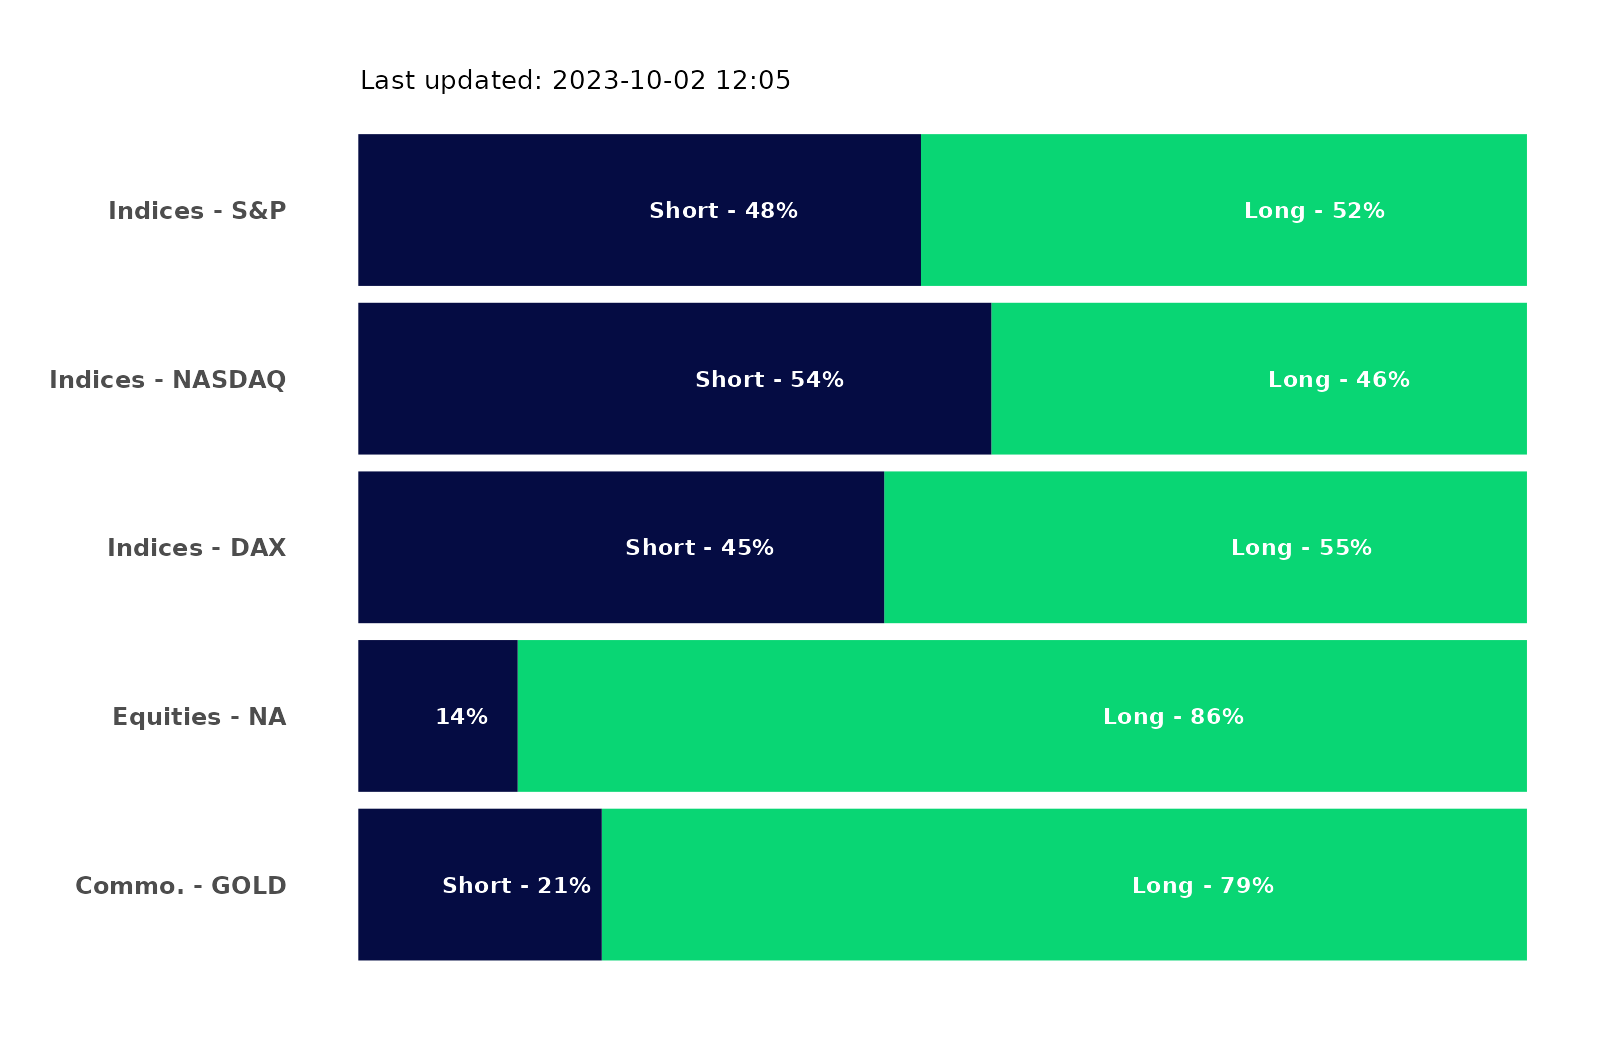 Last updated: 2023-10-02 12:05
Indices - S&P Short - 48% Long - 52%
Indices - NASDAQ Short - 54% Long - 46%
Indices - DAX Short - 45% Long - 55%
Equities - NA 14% Long - 86%
Commo. - GOLD Short - 21% Long - 79%